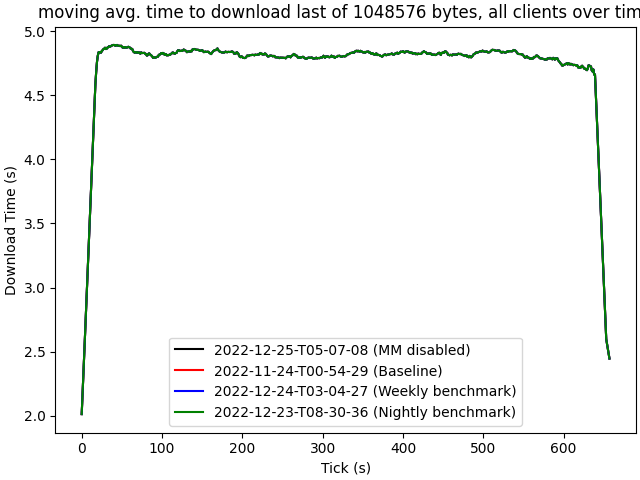 moving avg. time to download last of 1048576 bytes, all clients over tim
5.0
4.5
4.0
3.5
3.0
2.5
2.0
Download Time (s)
2022-12-25-T05-07-08 (MM disabled)
2022-11-24-T00-54-29 (Baseline)
2022-12-24-T03-04-27 (Weekly benchmark)
2022-12-23-T08-30-36 (Nightly benchmark)
0 100 200 300 400 500 600
Tick (s)